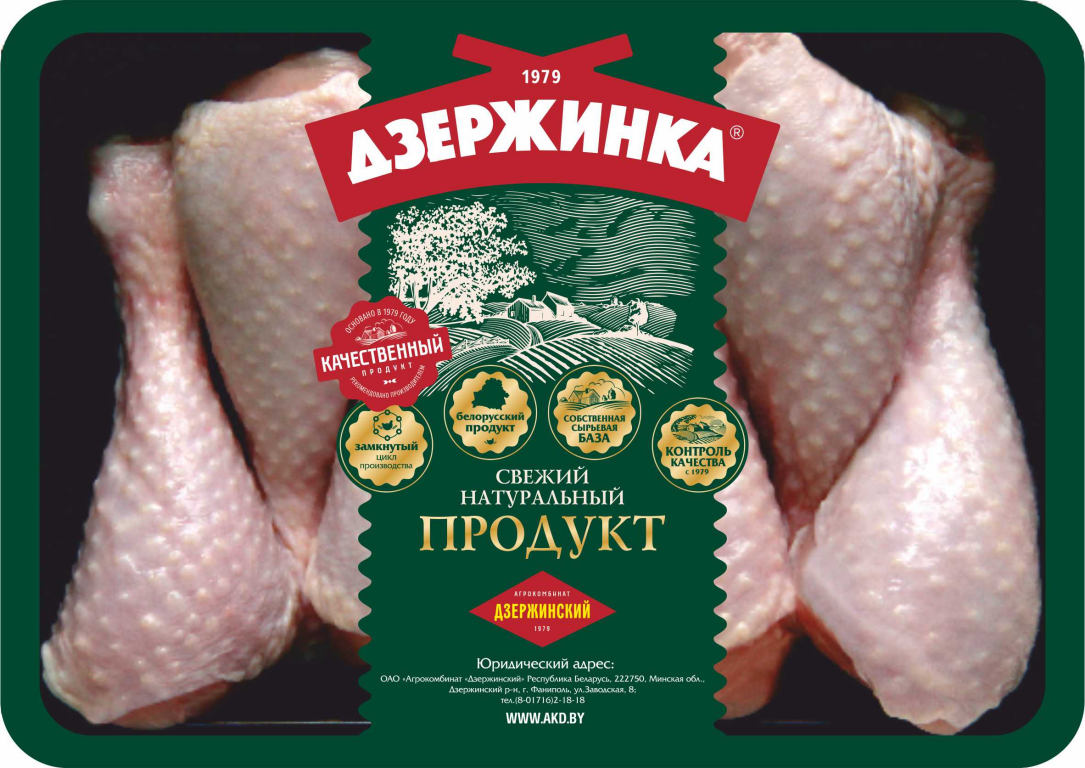 1979
ДЗЕРЖИНКА®
ОСНОВАНО В 1979 ГОДУ
КАЧЕСТВЕННЫЙ
ПРОДУКТ
РЕКОМЕНДОВАНО ПРОИЗВОДИТЕЛЕМ
замкнутый
цикл
производства
белорусский
продукт
СОБСТВЕННАЯ
СЫРЬЕВАЯ
БАЗА
КОНТРОЛЬ
КАЧЕСТВА
с 1979
СВЕЖИЙ
НАТУРАЛЬНЫЙ
ПРОДУКТ
АГРОКОМБИНАТ
ДЗЕРЖИНСКИЙ
1979
Юридический адрес:
ОАО «Агрокомбинат «Дзержинский» Республика Беларусь, 222750, Минская обл.,
Дзержинский р-н, г. Фаниполь, ул.Заводская, 8;
тел.(8-01716)2-18-18
WWW.AKD.BY